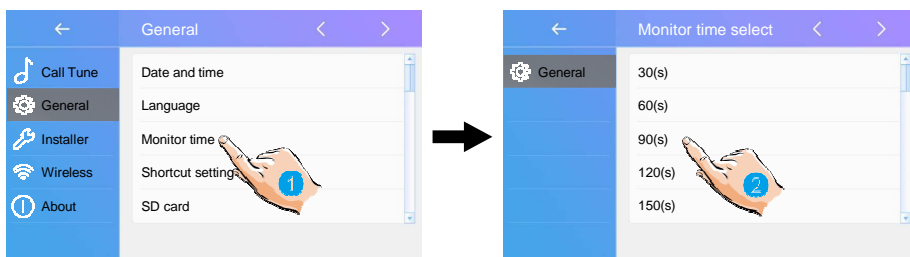 General
Call Tune
General
Installer
Wireless
About
Date and time
Language
Monitor time
Shortcut setting
SD card
1
Monitor time select
General
30(s)
60(s)
90(s)
120(s)
150(s)
2